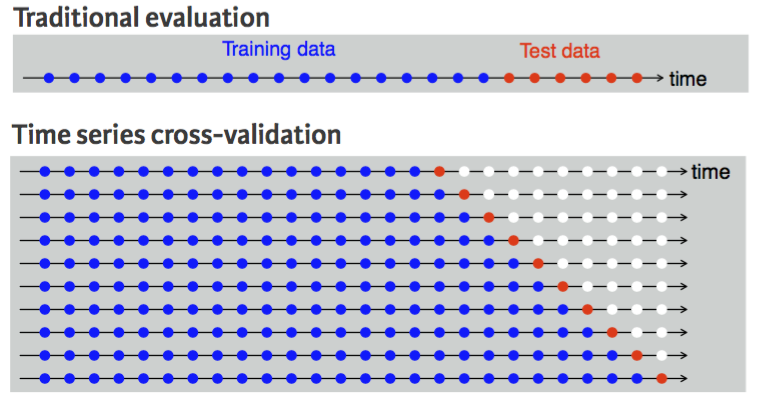 Traditional evaluation
Training data
Test data
time
Time series cross-validation
time